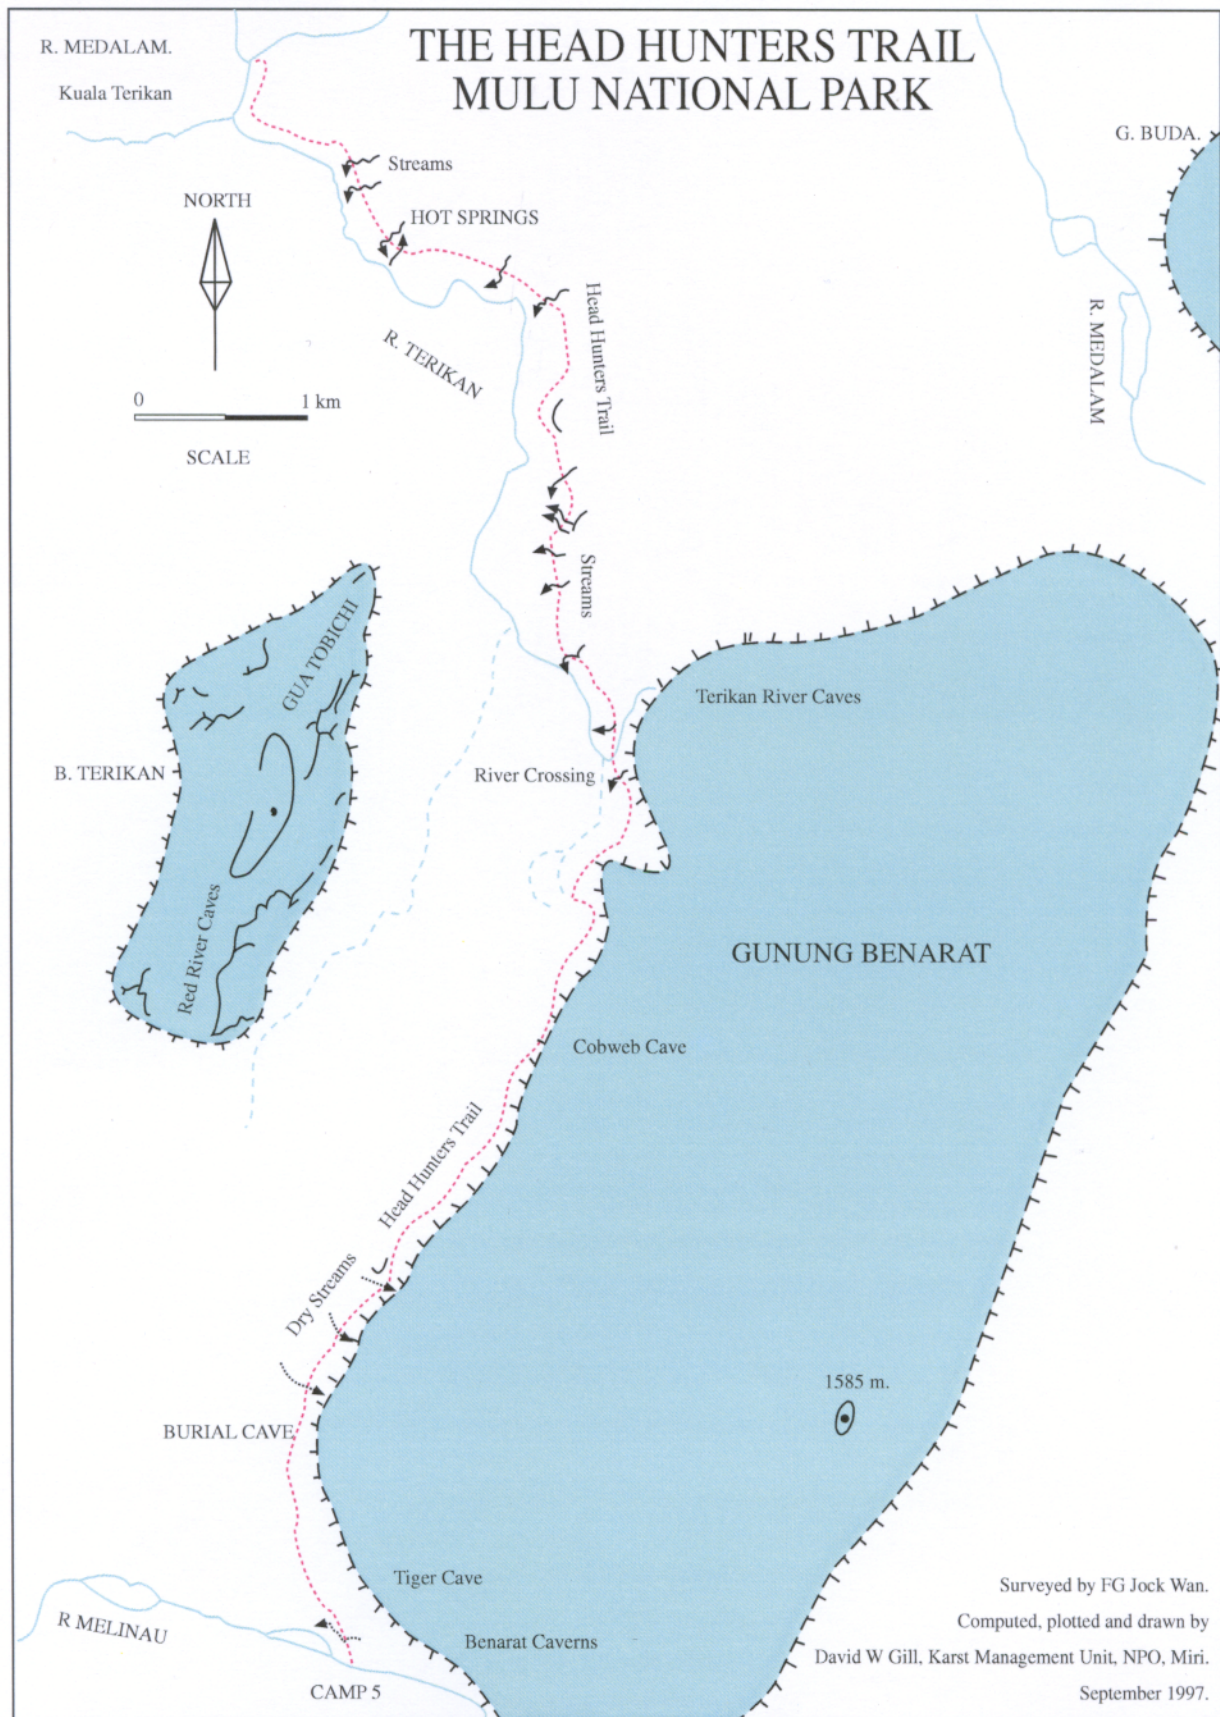 THE HEAD HUNTERS TRAIL
MULU NATIONAL PARK
R. MEDALAM.
Kuala Terikan
G. BUDA.
Streams
NORTH
HOT SPRINGS
Head Hunters Trail
R. MEDALAM
R. TERIKAN
0 1 km
SCALE
Streams
GUA TOBICHI
Terikan River Caves
B. TERIKAN
River Crossing
Red River Caves
GUNUNG BENARAT
Cobweb Cave
Head Hunters Trail
Dry Streams
1585 m.
BURIAL CAVE
Tiger Cave
R MELINAU
Benarat Caverns
CAMP 5
Surveyed by FG Jock Wan.
Computed, plotted and drawn by
David W Gill, Karst Management Unit, NPO, Miri.
September 1997.